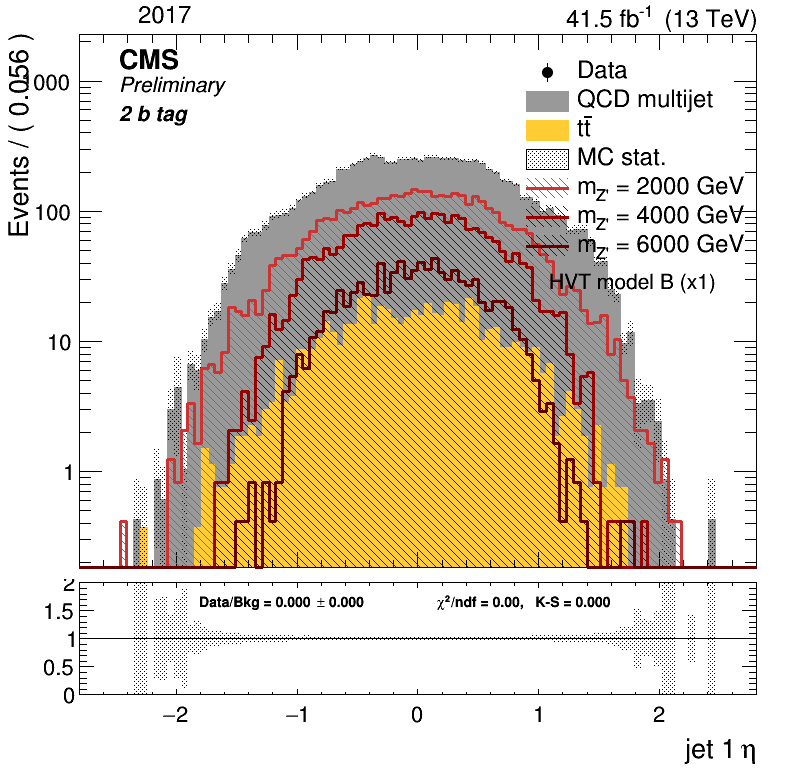 2017
41.5 fb⁻¹ (13 TeV)
Events / ( 0.056 )
CMS
Preliminary
2 b tag
Data
QCD multijet
tt̄
MC stat.
m_Z' = 2000 GeV
m_Z' = 4000 GeV
m_Z' = 6000 GeV
HVT model B (x1)
000
100
10
1
Data/Bkg = 0.000 ± 0.000
χ²/ndf = 0.00, K-S = 0.000
2
1.5
1
0.5
0
−2
−1
0
1
2
jet 1 η